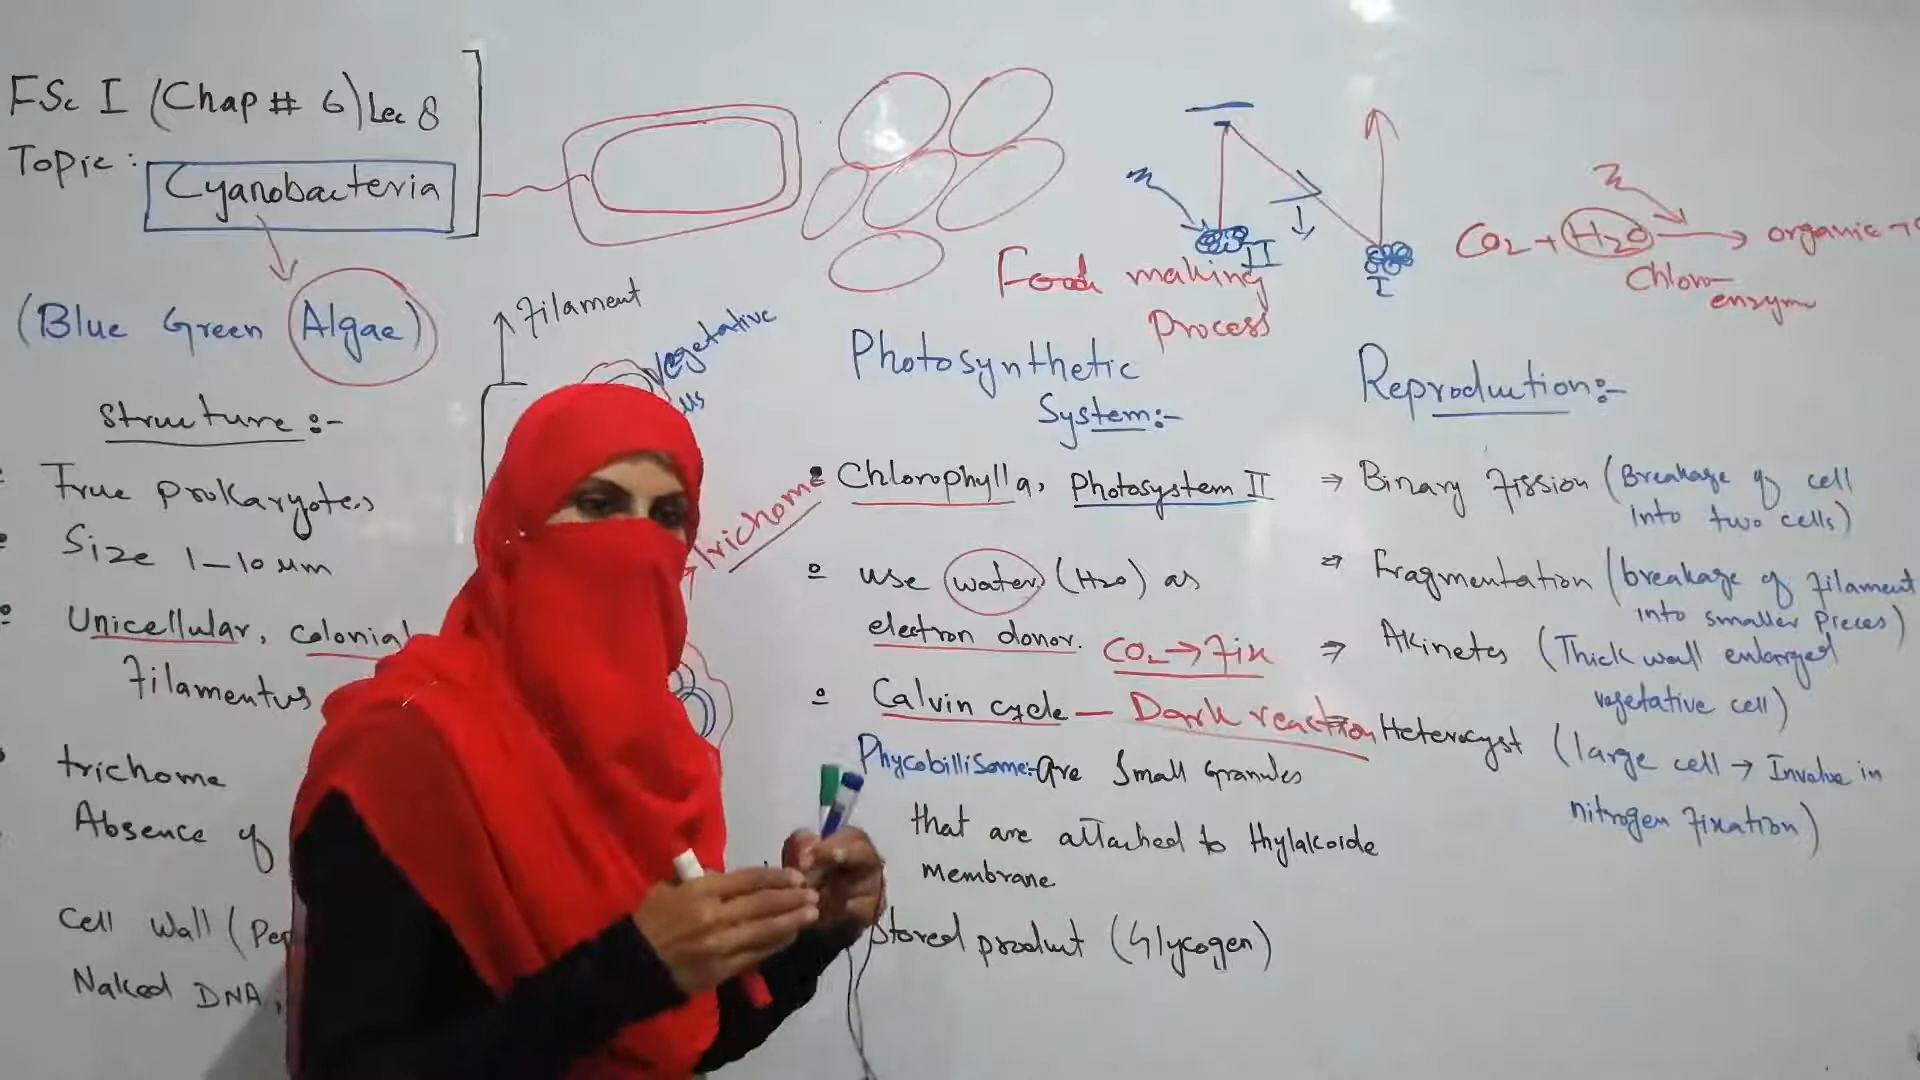 FSc I (Chap # 6) Lec 8
Topic:
Cyanobacteria
(Blue Green Algae)
Structure:-
True prokaryotes
Size 1-10 um
Unicellular, colonial
Filamentus
trichome
Absence of
Cell Wall (Pep
Naked DNA,
Filament
Vegetative
trichome
Food making
Process
II
I
CO2 + H2O → organic +
Chlor
enzym
Photosynthetic
System:-
Chlorophyll a, Photosystem II
use water (H2O) as
electron donor. CO2 → Fix
Calvin cycle — Dark reaction
Phycobillisome:- are Small Granules
that are attached to thylakoide
membrane
Stored product (Glycogen)
Reproduction:-
⇒ Binary Fission (Breakage of cell
into two cells)
⇒ Fragmentation (breakage of filament
into smaller pieces)
⇒ Akinetes (Thick wall enlarged
vegetative cell)
⇒ Heterocyst (large cell → Involve in
nitrogen fixation)